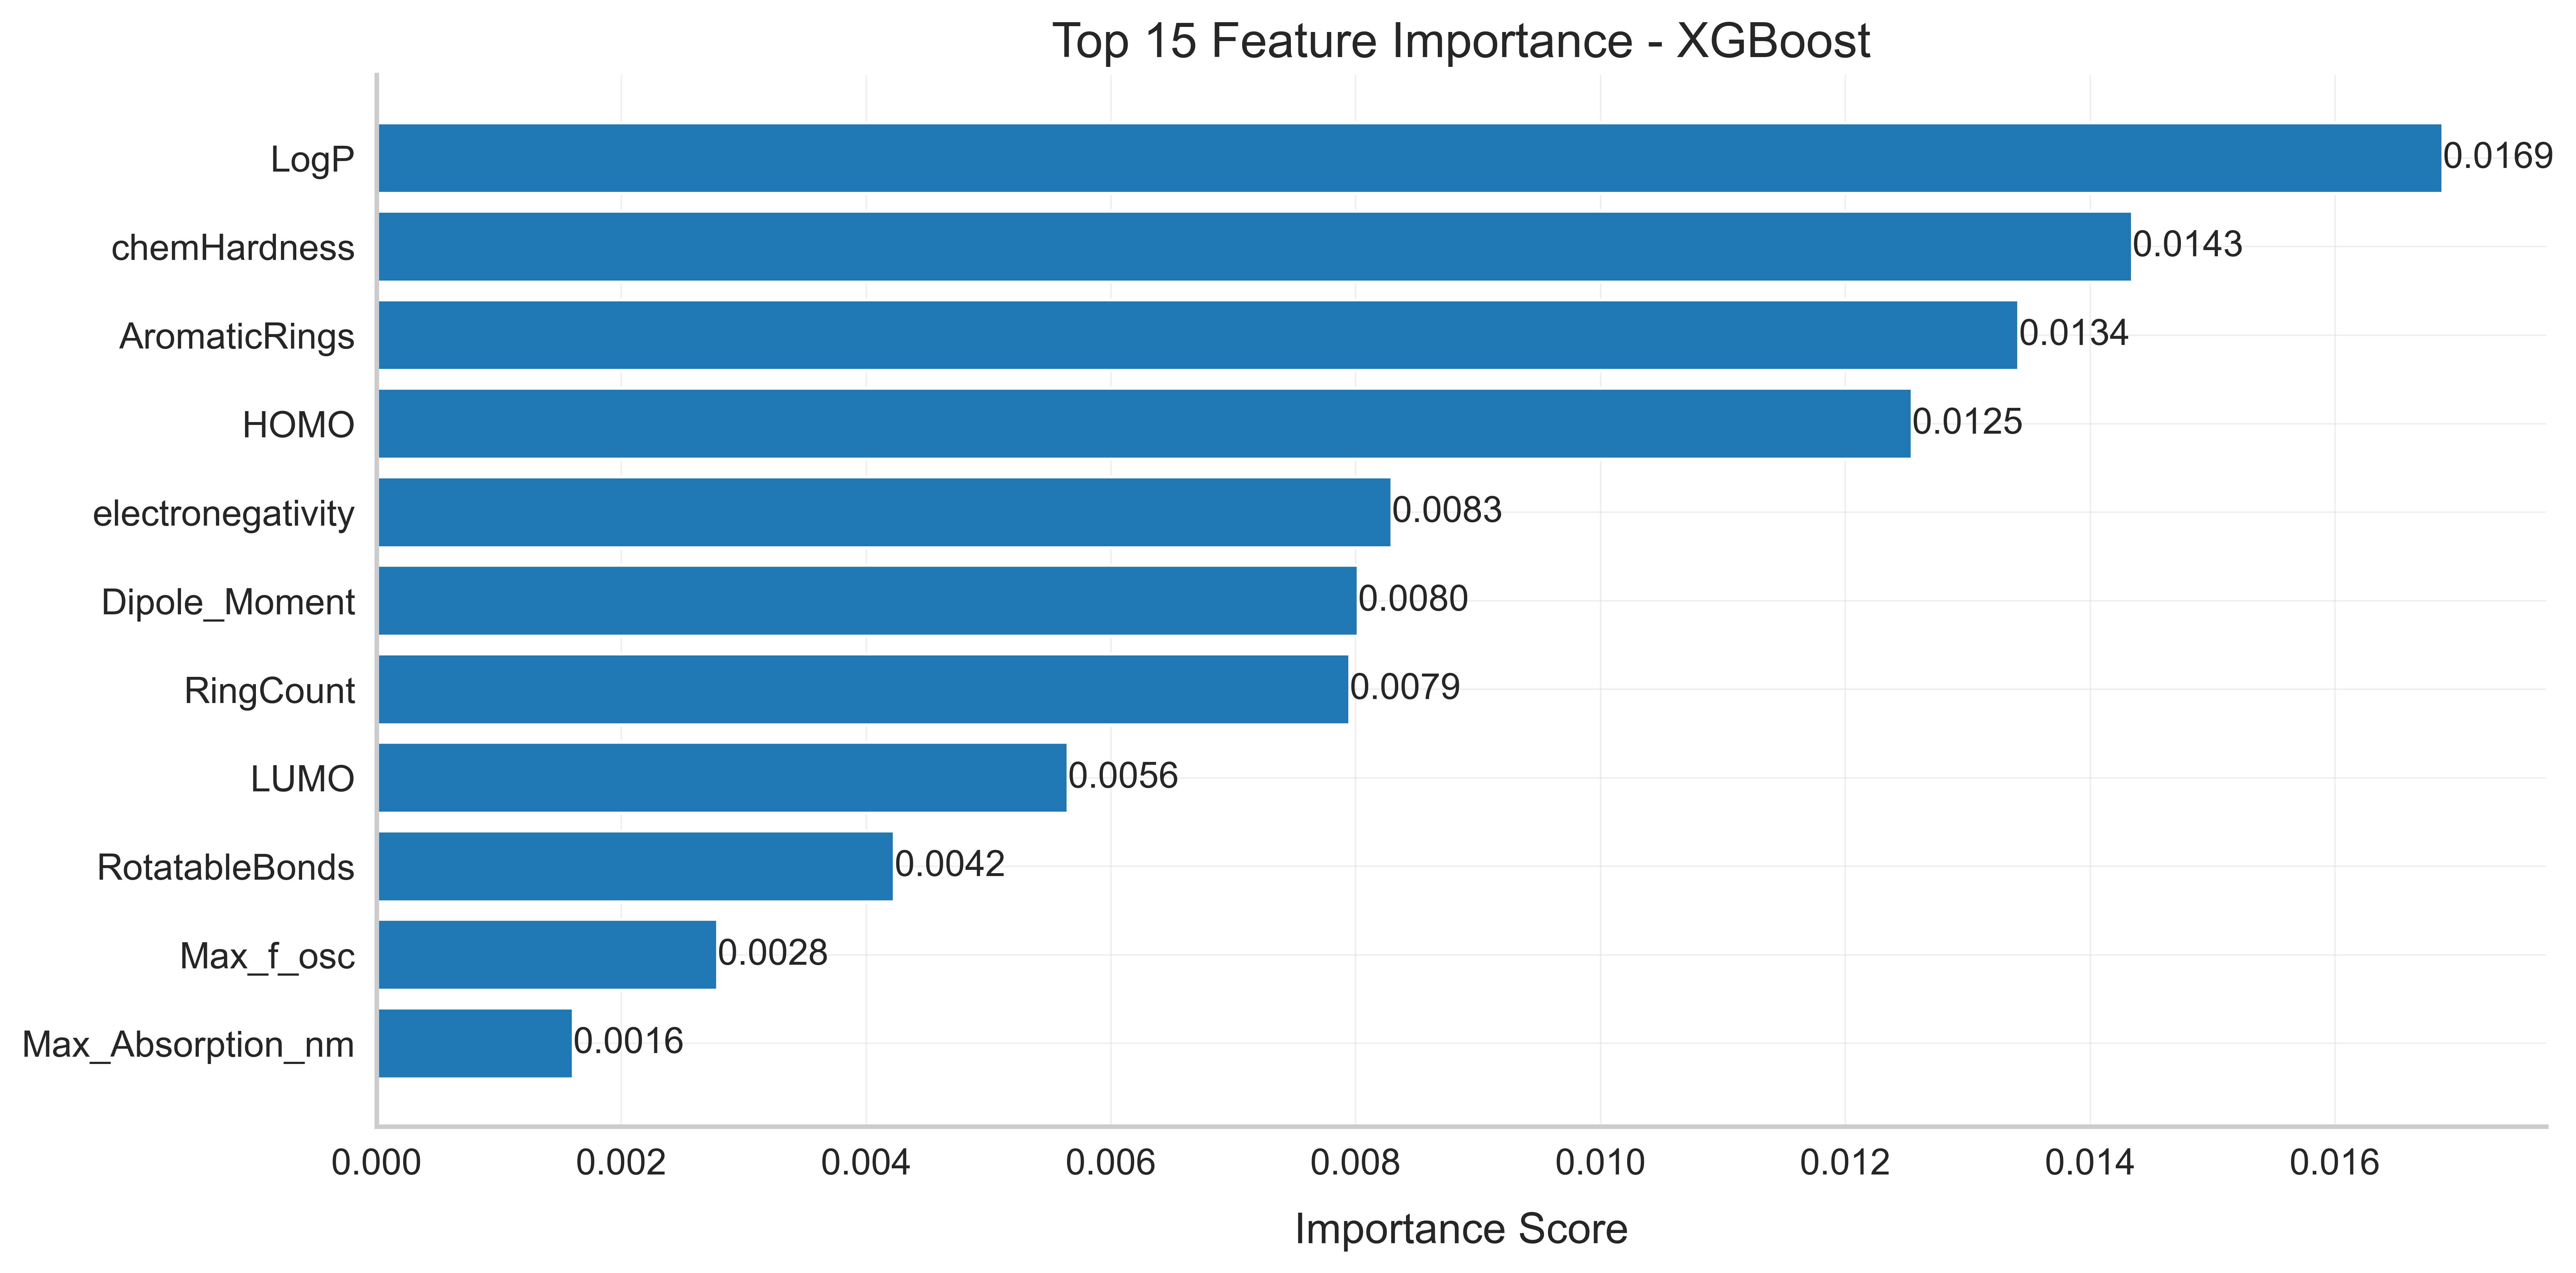 Top 15 Feature Importance - XGBoost
LogP 0.0169
chemHardness 0.0143
AromaticRings 0.0134
HOMO 0.0125
electronegativity 0.0083
Dipole_Moment 0.0080
RingCount 0.0079
LUMO 0.0056
RotatableBonds 0.0042
Max_f_osc 0.0028
Max_Absorption_nm 0.0016
0.000 0.002 0.004 0.006 0.008 0.010 0.012 0.014 0.016
Importance Score